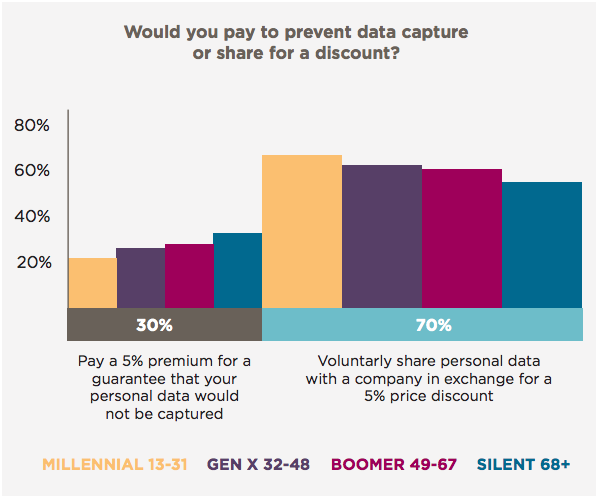 Would you pay to prevent data capture
or share for a discount?
80%
60%
40%
20%
30%
70%
Pay a 5% premium for a
guarantee that your
personal data would
not be captured
Voluntarly share personal data
with a company in exchange for a
5% price discount
MILLENNIAL 13-31 GEN X 32-48 BOOMER 49-67 SILENT 68+